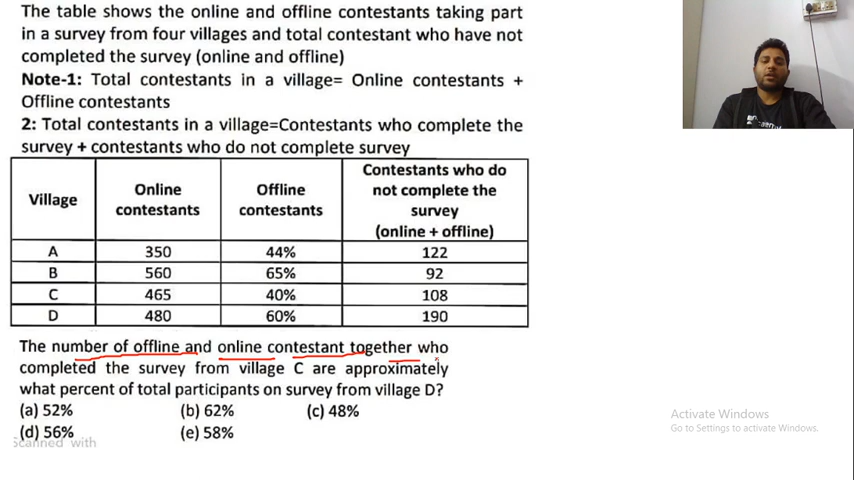 The table shows the online and offline contestants taking part
in a survey from four villages and total contestant who have not
completed the survey (online and offline)
Note-1: Total contestants in a village= Online contestants +
Offline contestants
2: Total contestants in a village=Contestants who complete the
survey + contestants who do not complete survey
Village
Online
contestants
Offline
contestants
Contestants who do
not complete the
survey
(online + offline)
A 350 44% 122
B 560 65% 92
C 465 40% 108
D 480 60% 190
The number of offline and online contestant together who
completed the survey from village C are approximately
what percent of total participants on survey from village D?
(a) 52% (b) 62% (c) 48%
(d) 56% (e) 58%
Scanned with
Activate Windows
Go to Settings to activate Windows.